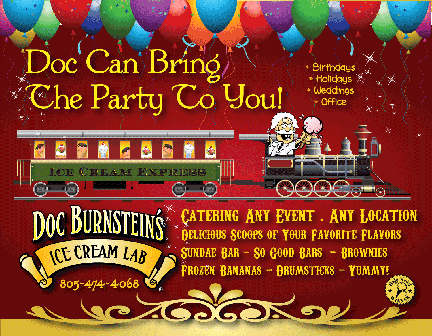 Doc Can Bring
The Party To You!
• Birthdays
• Holidays
• Weddings
• Office
ICE CREAM EXPRESS
DOC BURNSTEIN'S
ICE CREAM LAB
805-474-4068
CATERING ANY EVENT . ANY LOCATION
DELICIOUS SCOOPS OF YOUR FAVORITE FLAVORS
SUNDAE BAR – SO GOOD BARS – BROWNIES
FROZEN BANANAS – DRUMSTICKS – YUMMY!